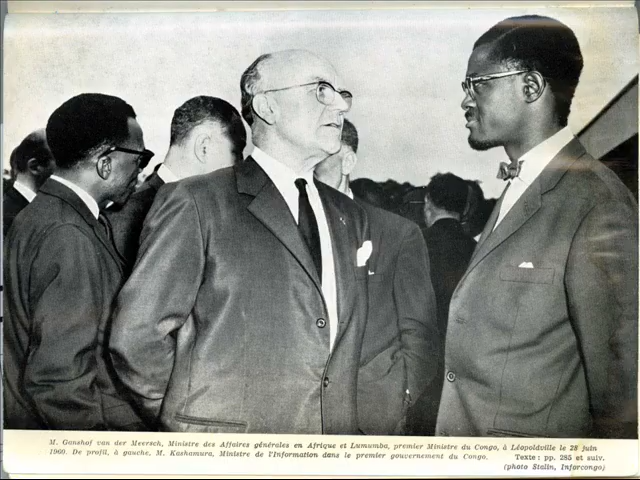 M. Ganshof van der Meersch, Ministre des Affaires générales en Afrique et Lumumba, premier Ministre du Congo, à Léopoldville le 28 juin
1960. De profil, à gauche, M. Kashamura, Ministre de l'Information dans le premier gouvernement du Congo. Texte : pp. 285 et suiv.
(photo Stalin, Inforcongo)